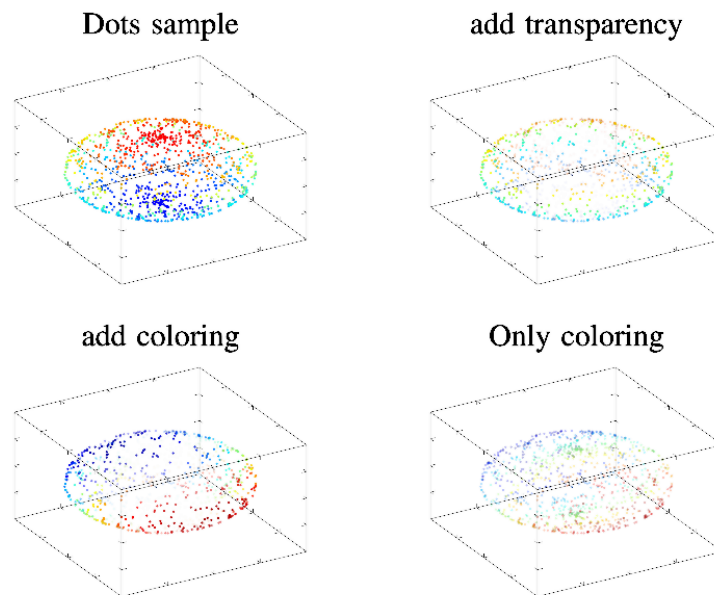 Dots sample
add transparency
add coloring
Only coloring